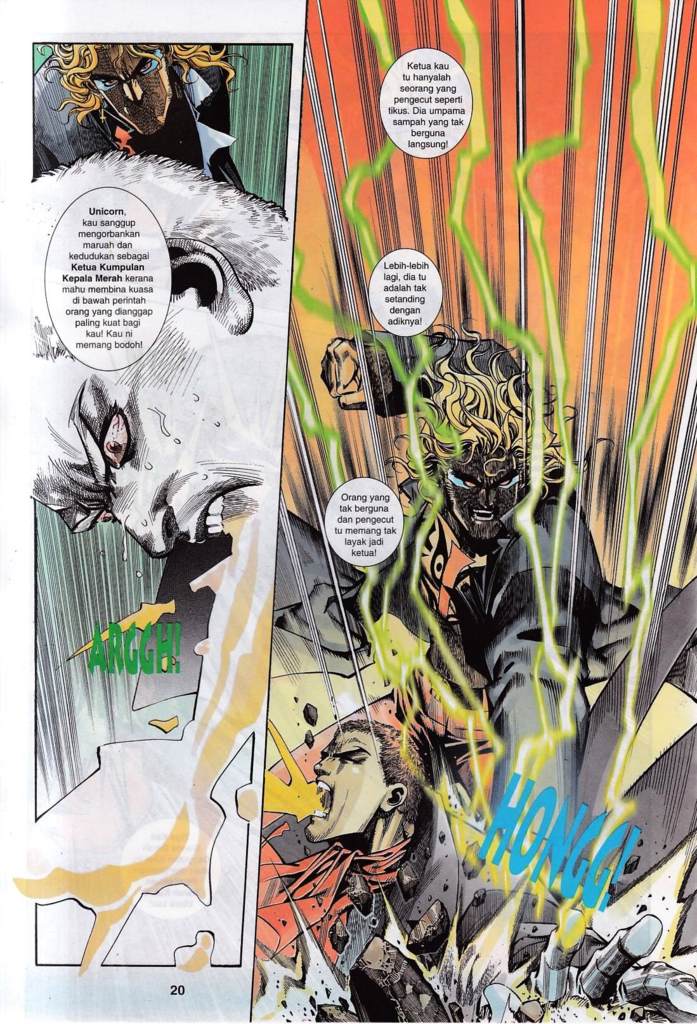 Unicorn,
kau sanggup
mengorbankan
maruah dan
kedudukan sebagai
Ketua Kumpulan
Kepala Merah kerana
mahu membina kuasa
di bawah perintah
orang yang dianggap
paling kuat bagi
kau! Kau ni
memang bodoh!
ARGGH!
Ketua kau
tu hanyalah
seorang yang
pengecut seperti
tikus. Dia umpama
sampah yang tak
berguna
langsung!
Lebih-lebih
lagi, dia tu
adalah tak
setanding
dengan
adiknya!
Orang yang
tak berguna
dan pengecut
tu memang tak
layak jadi
ketua!
HONGG!
20